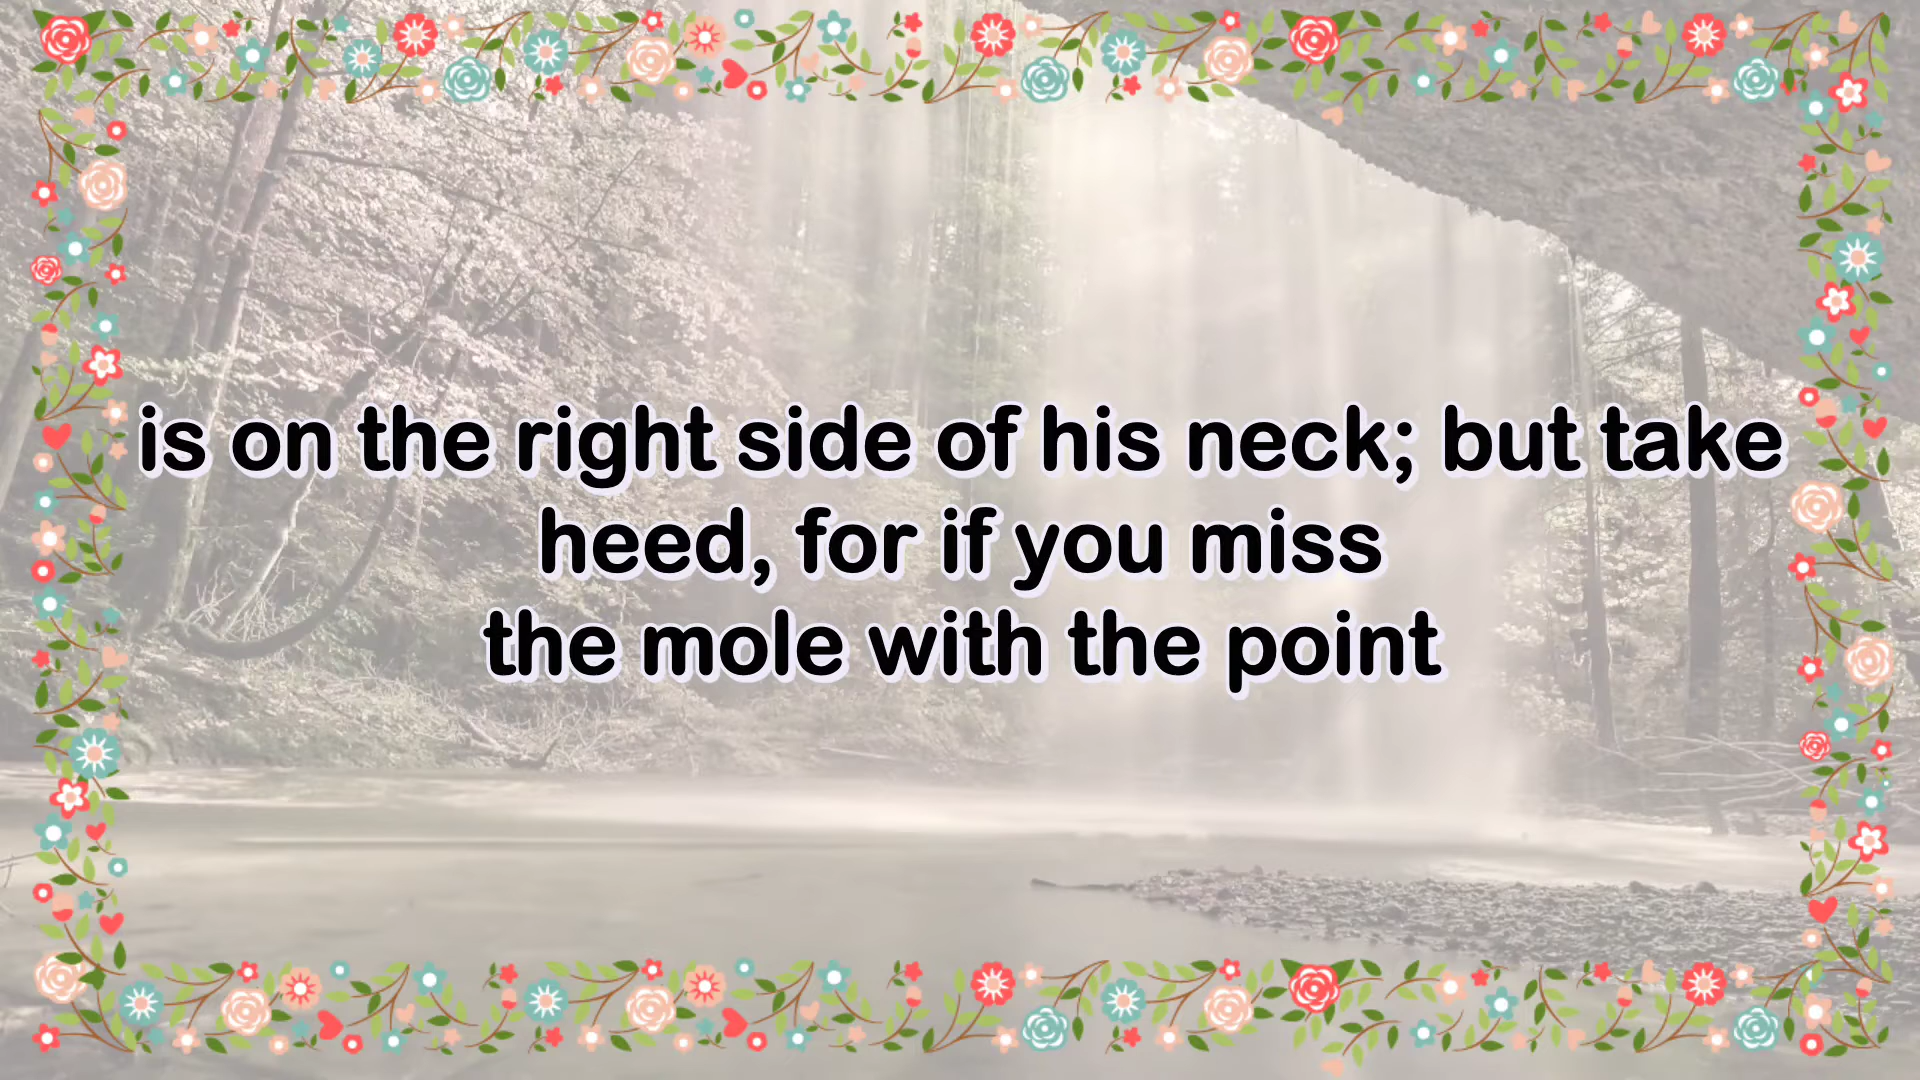 is on the right side of his neck; but take
heed, for if you miss
the mole with the point